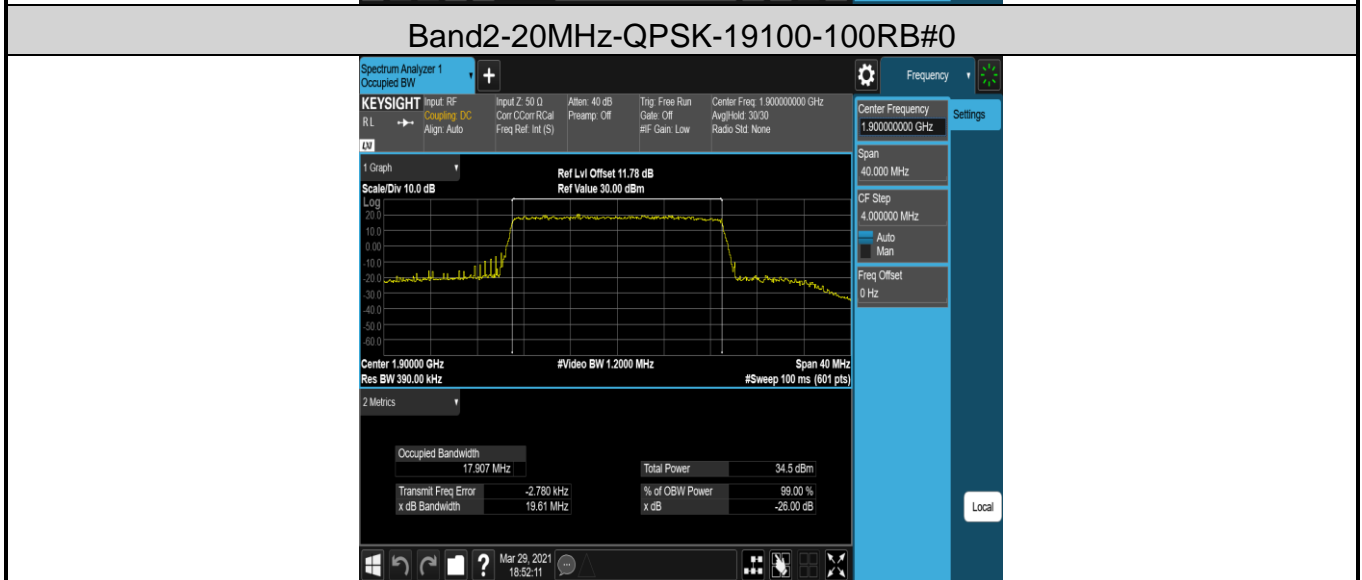 Band2-20MHz-QPSK-19100-100RB#0
Spectrum Analyzer 1
Occupied BW
+
Frequency
KEYSIGHT
RL
LXI
Input: RF
Coupling: DC
Align: Auto
Input Z: 50 Ω
Corr CCorr RCal
Freq Ref: Int (S)
Atten: 40 dB
Preamp: Off
Trig: Free Run
Gate: Off
#IF Gain: Low
Center Freq: 1.900000000 GHz
Avg|Hold: 30/30
Radio Std: None
Center Frequency
1.900000000 GHz
Settings
Span
40.000 MHz
CF Step
4.000000 MHz
Auto
Man
Freq Offset
0 Hz
1 Graph
Ref Lvl Offset 11.78 dB
Scale/Div 10.0 dB
Ref Value 30.00 dBm
Log
20.0
10.0
0.00
-10.0
-20.0
-30.0
-40.0
-50.0
-60.0
Center 1.90000 GHz
#Video BW 1.2000 MHz
Span 40 MHz
Res BW 390.00 kHz
#Sweep 100 ms (601 pts)
2 Metrics
Occupied Bandwidth
17.907 MHz
Total Power 34.5 dBm
Transmit Freq Error -2.780 kHz
% of OBW Power 99.00 %
x dB Bandwidth 19.61 MHz
x dB -26.00 dB
Local
?
Mar 29, 2021
18:52:11